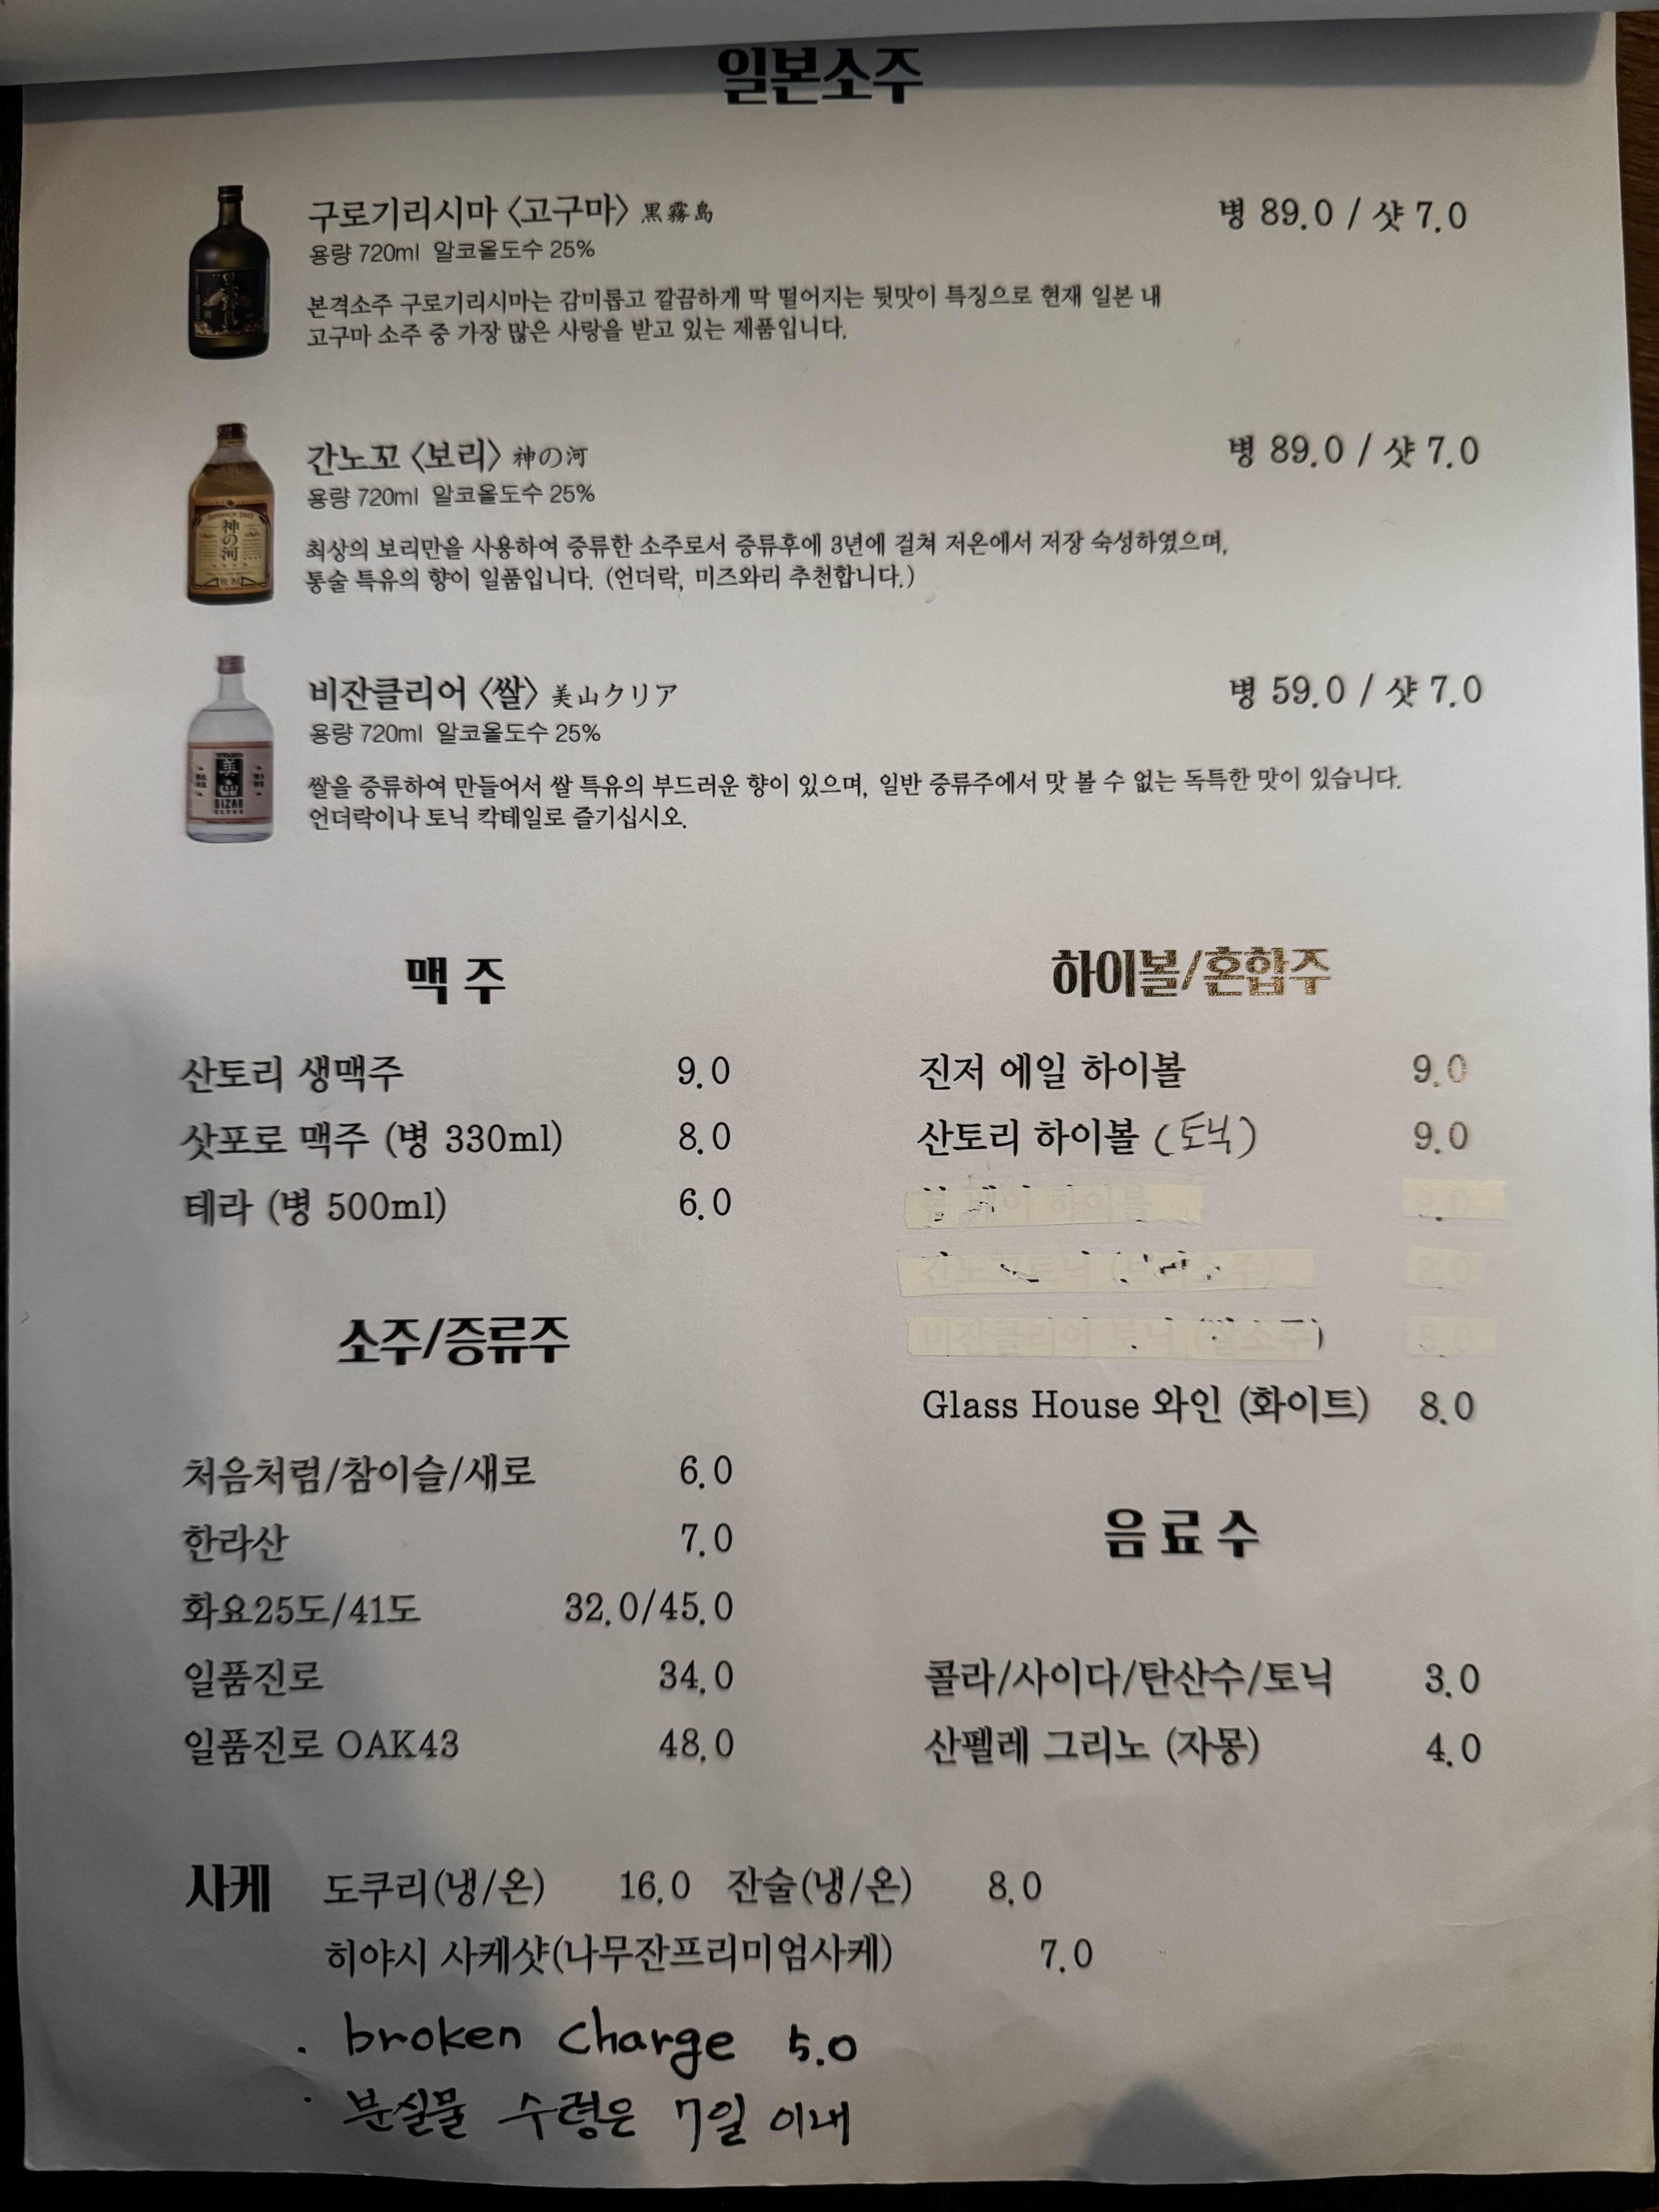 일본소주
구로기리시마 <고구마> 黒霧島 병 89.0 / 샷 7.0
용량 720ml 알코올도수 25%
본격소주 구로기리시마는 감미롭고 깔끔하게 딱 떨어지는 뒷맛이 특징으로 현재 일본 내
고구마 소주 중 가장 많은 사랑을 받고 있는 제품입니다.
간노꼬 <보리> 神の河 병 89.0 / 샷 7.0
용량 720ml 알코올도수 25%
최상의 보리만을 사용하여 증류한 소주로서 증류후에 3년에 걸쳐 저온에서 저장 숙성하였으며,
통술 특유의 향이 일품입니다. (언더락, 미즈와리 추천합니다.)
神の河
비잔클리어 <쌀> 美山クリア 병 59.0 / 샷 7.0
용량 720ml 알코올도수 25%
쌀을 증류하여 만들어서 쌀 특유의 부드러운 향이 있으며, 일반 증류주에서 맛 볼 수 없는 독특한 맛이 있습니다.
언더락이나 토닉 칵테일로 즐기십시오.
맥 주
산토리 생맥주 9.0
삿포로 맥주 (병 330ml) 8.0
테라 (병 500ml) 6.0
소주/증류주
처음처럼/참이슬/새로 6.0
한라산 7.0
화요25도/41도 32.0/45.0
일품진로 34.0
일품진로 OAK43 48.0
하이볼/혼합주
진저 에일 하이볼 9.0
산토리 하이볼 (토닉) 9.0
Glass House 와인 (화이트) 8.0
음 료 수
콜라/사이다/탄산수/토닉 3.0
산펠레 그리노 (자몽) 4.0
사케 도쿠리(냉/온) 16.0 잔술(냉/온) 8.0
히야시 사케샷(나무잔프리미엄사케) 7.0
. broken charge 5.0
· 분실물 수령은 7일 이내